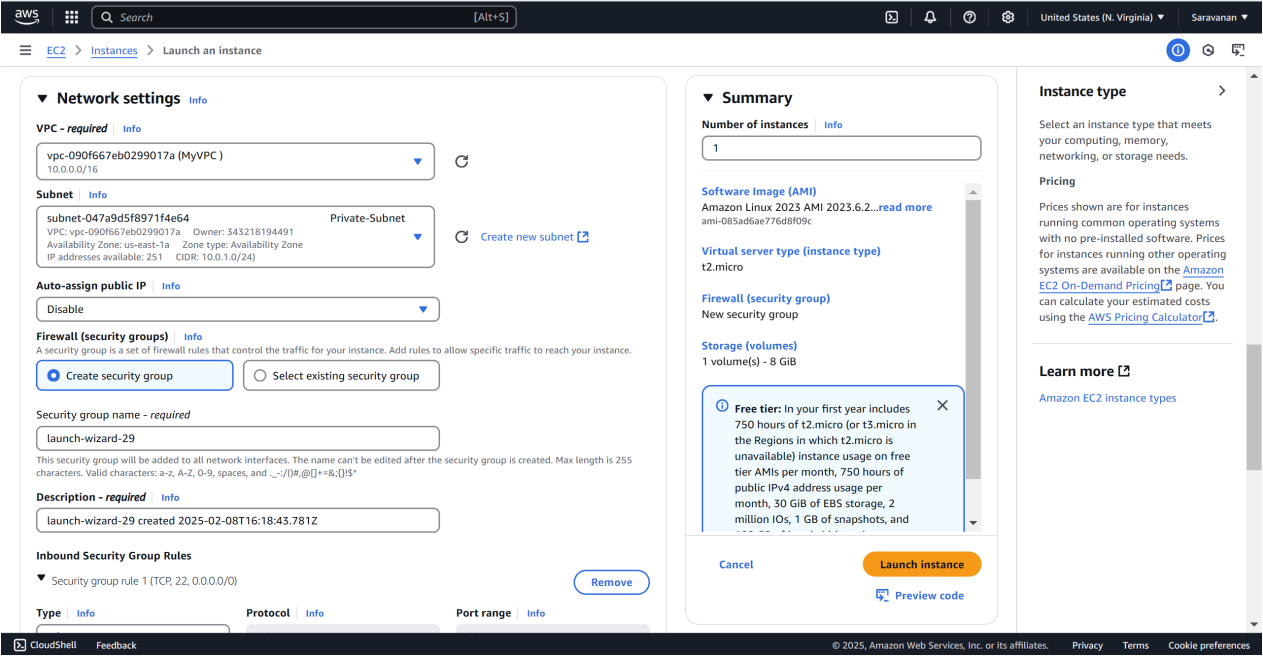 aws
Search [Alt+S]
United States (N. Virginia) ▼ Saravanan ▼
EC2 > Instances > Launch an instance
▼ Network settings Info
VPC - required Info
vpc-090f667eb0299017a (MyVPC )
10.0.0.0/16
Subnet Info
subnet-047a9d5f8971f4e64 Private-Subnet
VPC: vpc-090f667eb0299017a Owner: 343218194491
Availability Zone: us-east-1a Zone type: Availability Zone
IP addresses available: 251 CIDR: 10.0.1.0/24)
Create new subnet
Auto-assign public IP Info
Disable
Firewall (security groups) Info
A security group is a set of firewall rules that control the traffic for your instance. Add rules to allow specific traffic to reach your instance.
Create security group
Select existing security group
Security group name - required
launch-wizard-29
This security group will be added to all network interfaces. The name can't be edited after the security group is created. Max length is 255
characters. Valid characters: a-z, A-Z, 0-9, spaces, and ._-:/()#,@[]+=&;{}!$*
Description - required Info
launch-wizard-29 created 2025-02-08T16:18:43.781Z
Inbound Security Group Rules
▼ Security group rule 1 (TCP, 22, 0.0.0.0/0)
Remove
Type Info Protocol Info Port range Info
▼ Summary
Number of instances Info
1
Software Image (AMI)
Amazon Linux 2023 AMI 2023.6.2...read more
ami-085ad6ae776d8f09c
Virtual server type (instance type)
t2.micro
Firewall (security group)
New security group
Storage (volumes)
1 volume(s) - 8 GiB
Free tier: In your first year includes
750 hours of t2.micro (or t3.micro in
the Regions in which t2.micro is
unavailable) instance usage on free
tier AMIs per month, 750 hours of
public IPv4 address usage per
month, 30 GiB of EBS storage, 2
million IOs, 1 GB of snapshots, and
Cancel
Launch instance
Preview code
Instance type
Select an instance type that meets
your computing, memory,
networking, or storage needs.
Pricing
Prices shown are for instances
running common operating systems
with no pre-installed software. Prices
for instances running other operating
systems are available on the Amazon
EC2 On-Demand Pricing page. You
can calculate your estimated costs
using the AWS Pricing Calculator.
Learn more
Amazon EC2 instance types
CloudShell Feedback
© 2025, Amazon Web Services, Inc. or its affiliates. Privacy Terms Cookie preferences